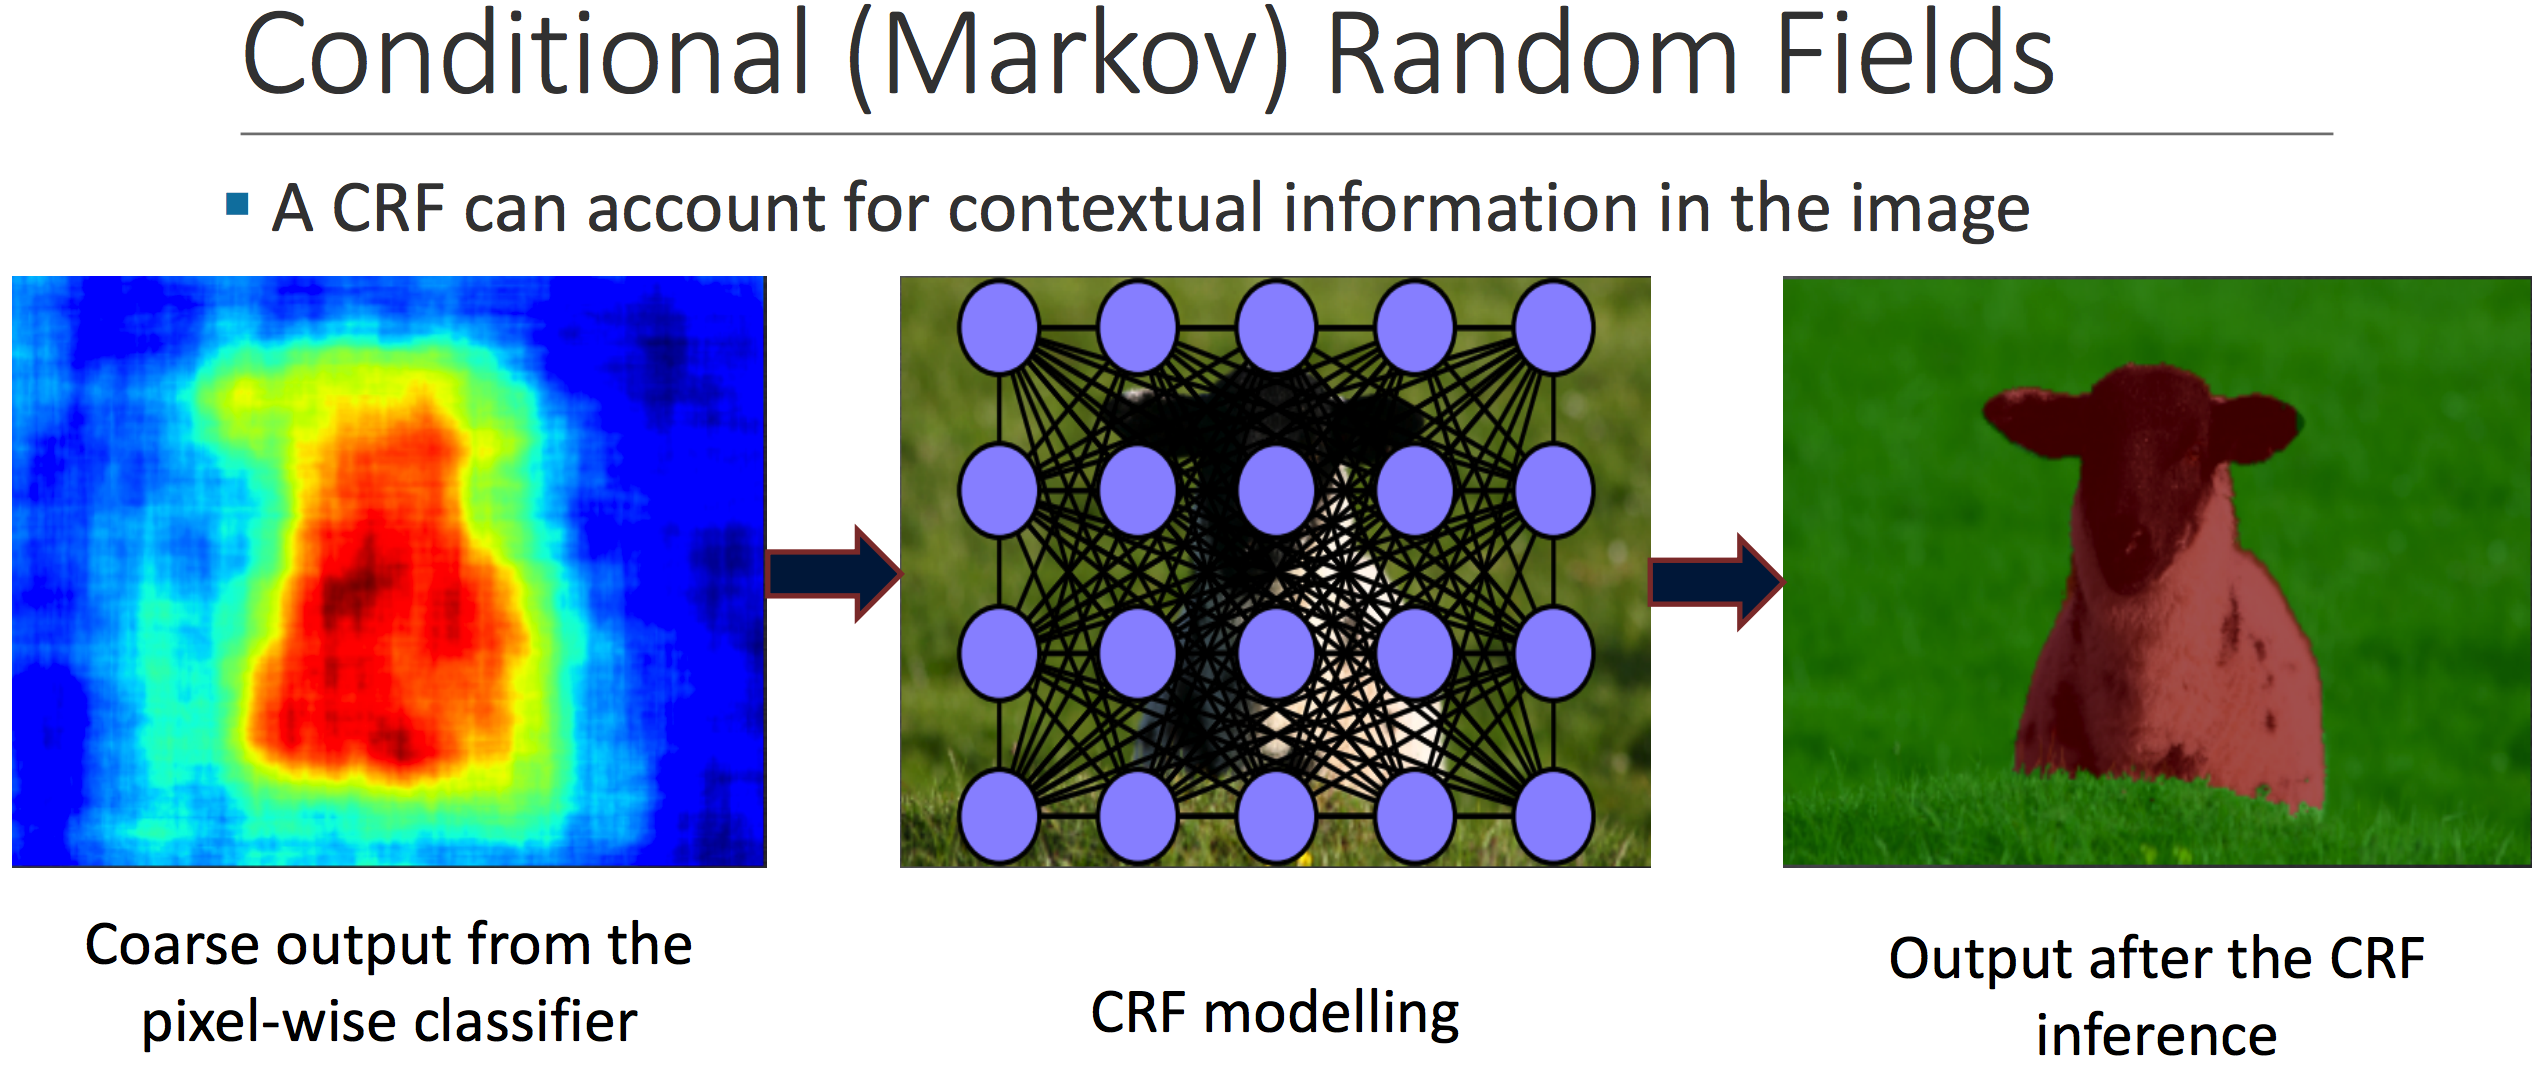 Conditional (Markov) Random Fields
A CRF can account for contextual information in the image
Coarse output from the
pixel-wise classifier
CRF modelling
Output after the CRF
inference